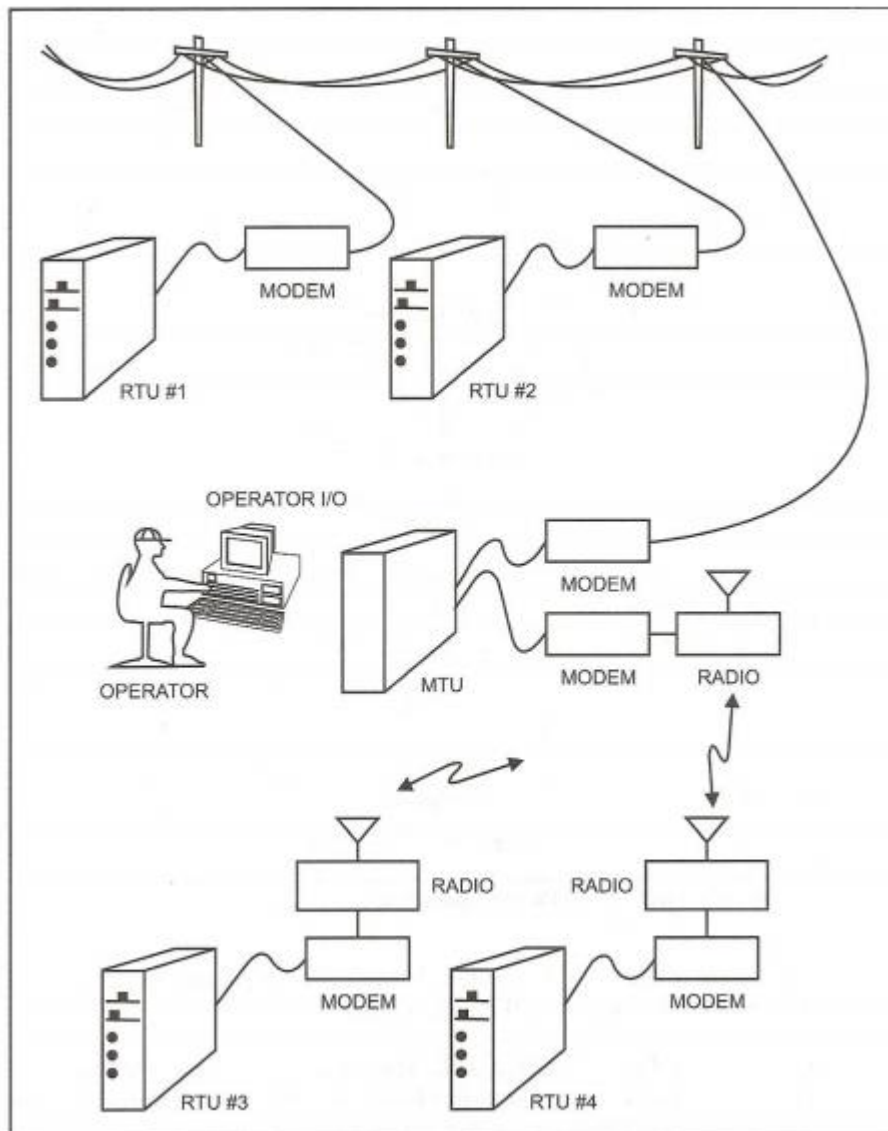 MODEM
MODEM
RTU #1
RTU #2
OPERATOR I/O
MODEM
OPERATOR
MTU
MODEM
RADIO
RADIO
RADIO
MODEM
MODEM
RTU #3
RTU #4